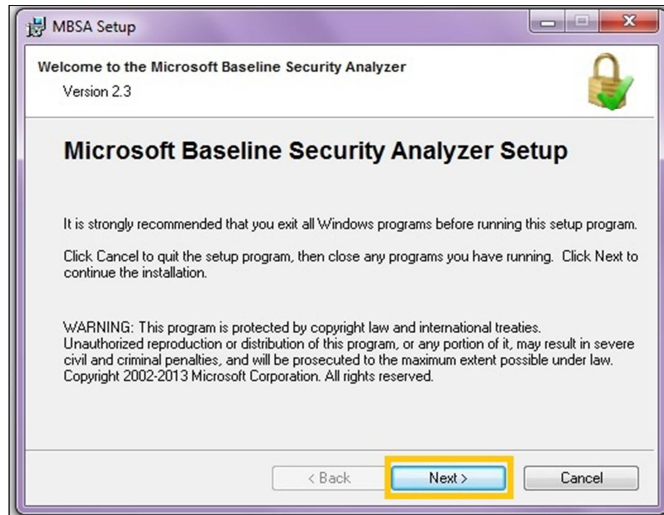 MBSA Setup
Welcome to the Microsoft Baseline Security Analyzer
Version 2.3
Microsoft Baseline Security Analyzer Setup
It is strongly recommended that you exit all Windows programs before running this setup program.
Click Cancel to quit the setup program, then close any programs you have running. Click Next to
continue the installation.
WARNING: This program is protected by copyright law and international treaties.
Unauthorized reproduction or distribution of this program, or any portion of it, may result in severe
civil and criminal penalties, and will be prosecuted to the maximum extent possible under law.
Copyright 2002-2013 Microsoft Corporation. All rights reserved.
< Back Next > Cancel